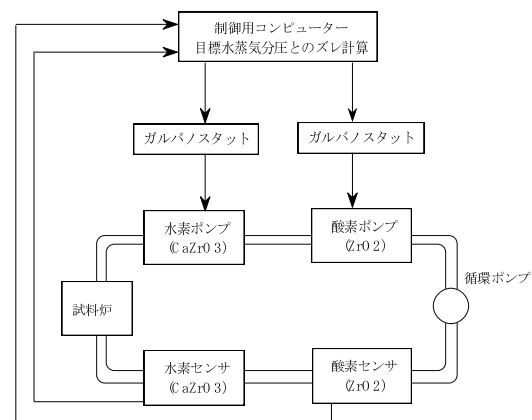 制御用コンピューター
目標水蒸気分圧とのズレ計算
ガルバノスタット
ガルバノスタット
水素ポンプ
(CaZrO3)
酸素ポンプ
(ZrO2)
循環ポンプ
試料炉
水素センサ
(CaZrO3)
酸素センサ
(ZrO2)